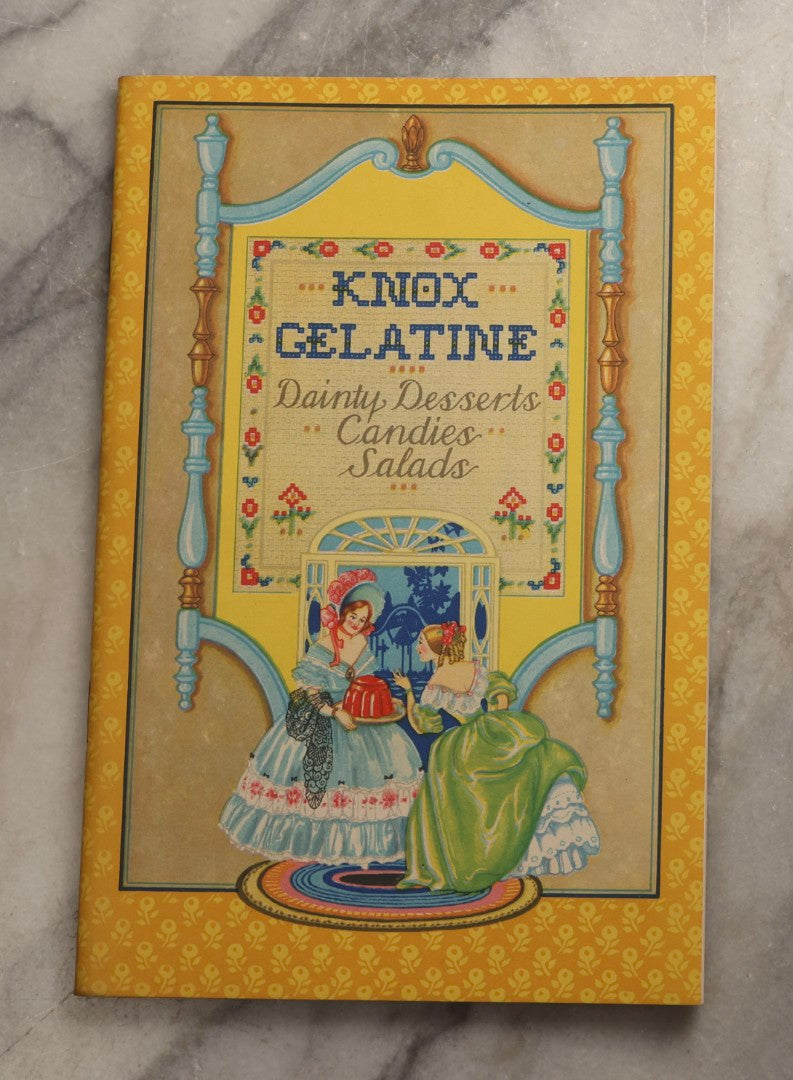 KNOX
GELATINE
Dainty Desserts
Candies
Salads